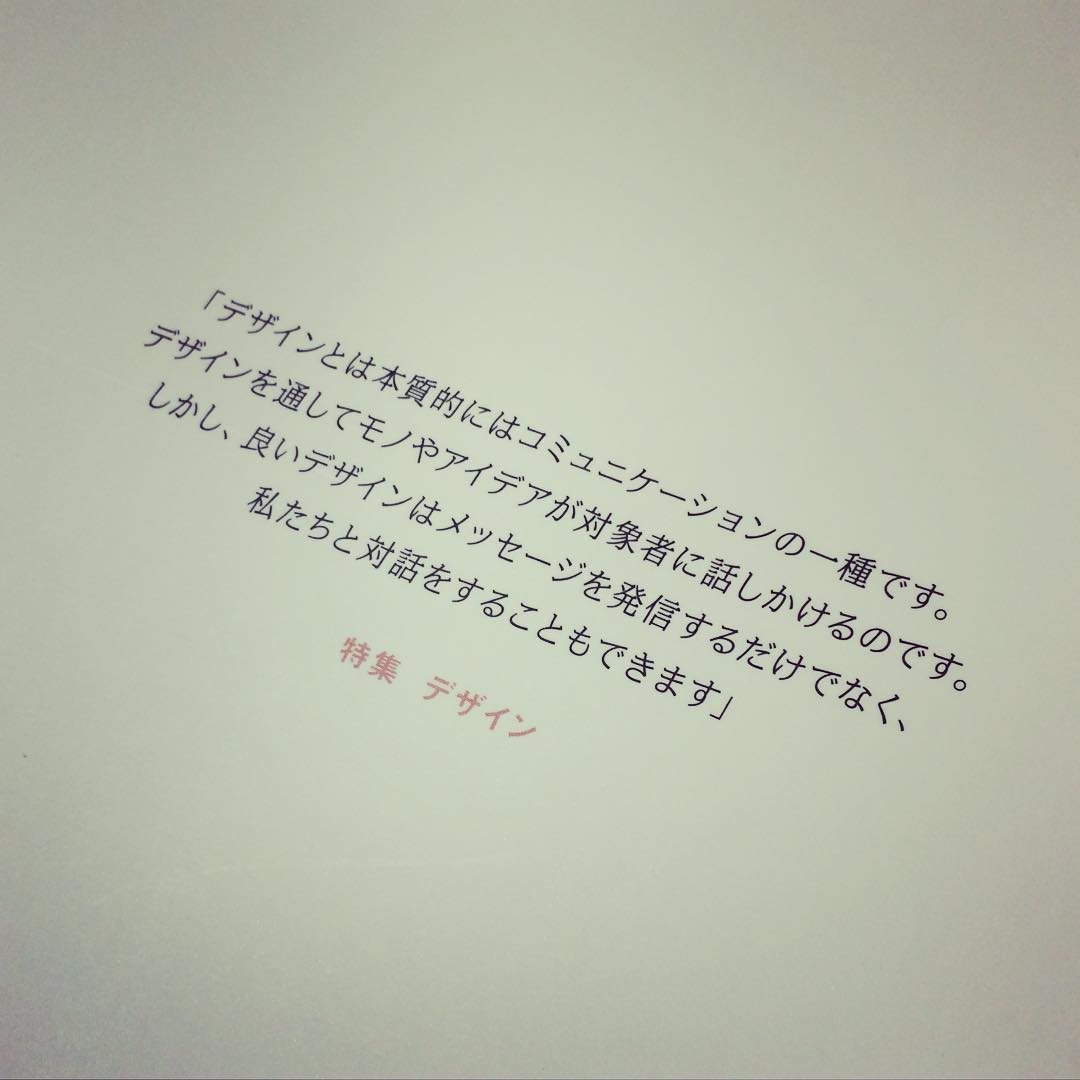 「デザインとは本質的にはコミュニケーションの一種です。
デザインを通してモノやアイデアが対象者に話しかけるのです。
しかし、良いデザインはメッセージを発信するだけでなく、
私たちと対話をすることもできます」
特集 デザイン